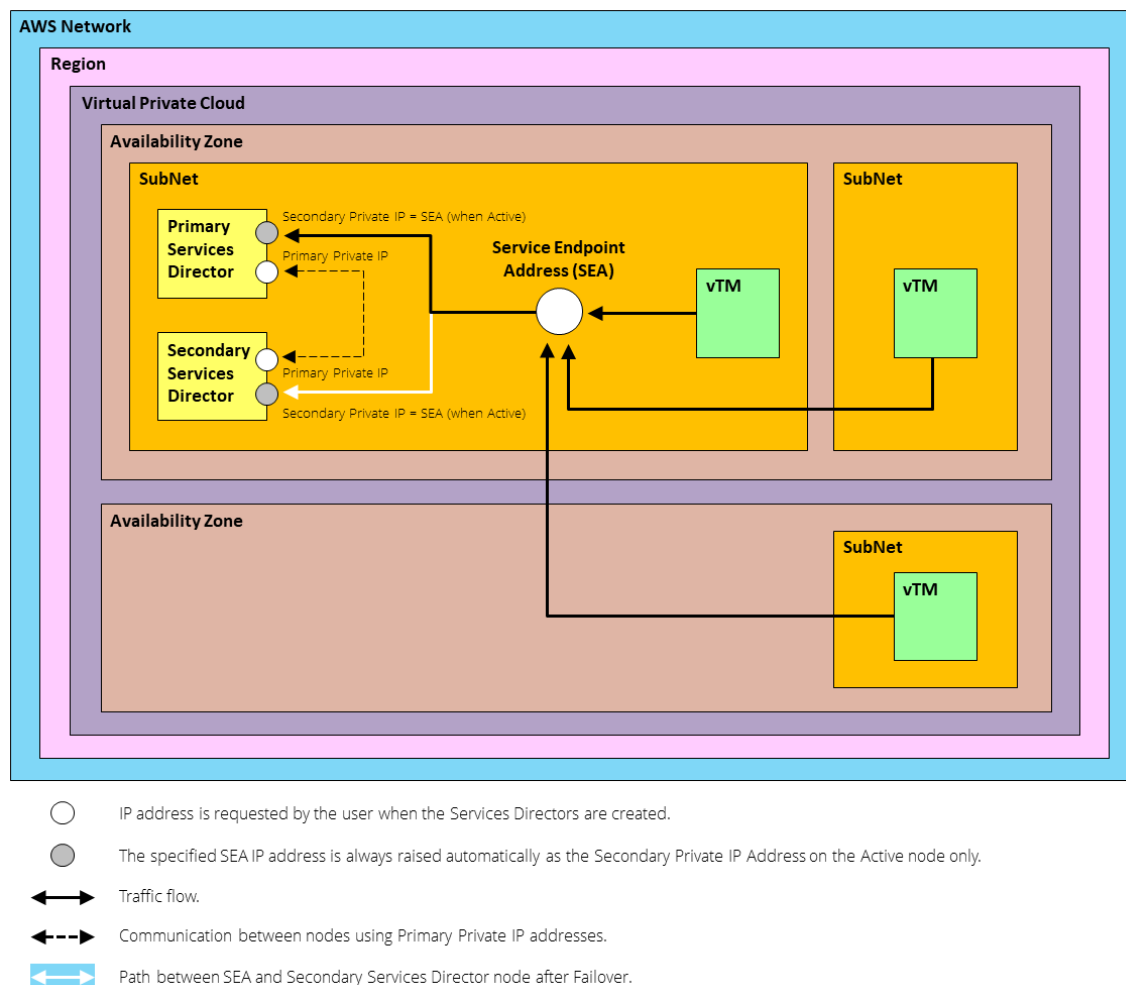 AWS Network
Region
Virtual Private Cloud
Availability Zone
SubNet
SubNet
Primary
Services
Director
Secondary Private IP = SEA (when Active)
Primary Private IP
Service Endpoint
Address (SEA)
vTM
vTM
Secondary
Services
Director
Primary Private IP
Secondary Private IP = SEA (when Active)
Availability Zone
SubNet
vTM
IP address is requested by the user when the Services Directors are created.
The specified SEA IP address is always raised automatically as the Secondary Private IP Address on the Active node only.
Traffic flow.
Communication between nodes using Primary Private IP addresses.
Path between SEA and Secondary Services Director node after Failover.